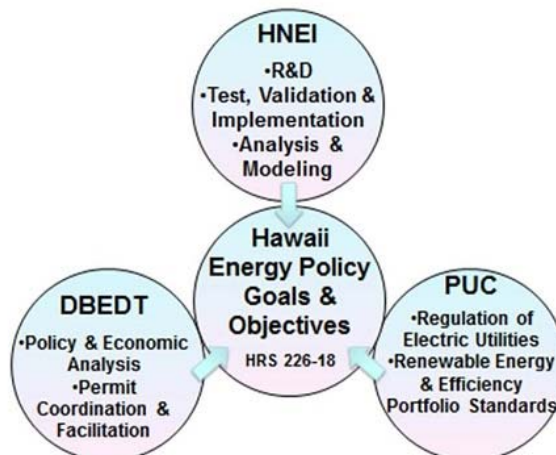 HNEI
•R&D
•Test, Validation &
Implementation
•Analysis &
Modeling
Hawaii
Energy Policy
Goals &
Objectives
HRS 226-18
DBEDT
•Policy & Economic
Analysis
•Permit
Coordination &
Facilitation
PUC
•Regulation of
Electric Utilities
•Renewable Energy
& Efficiency
Portfolio Standards